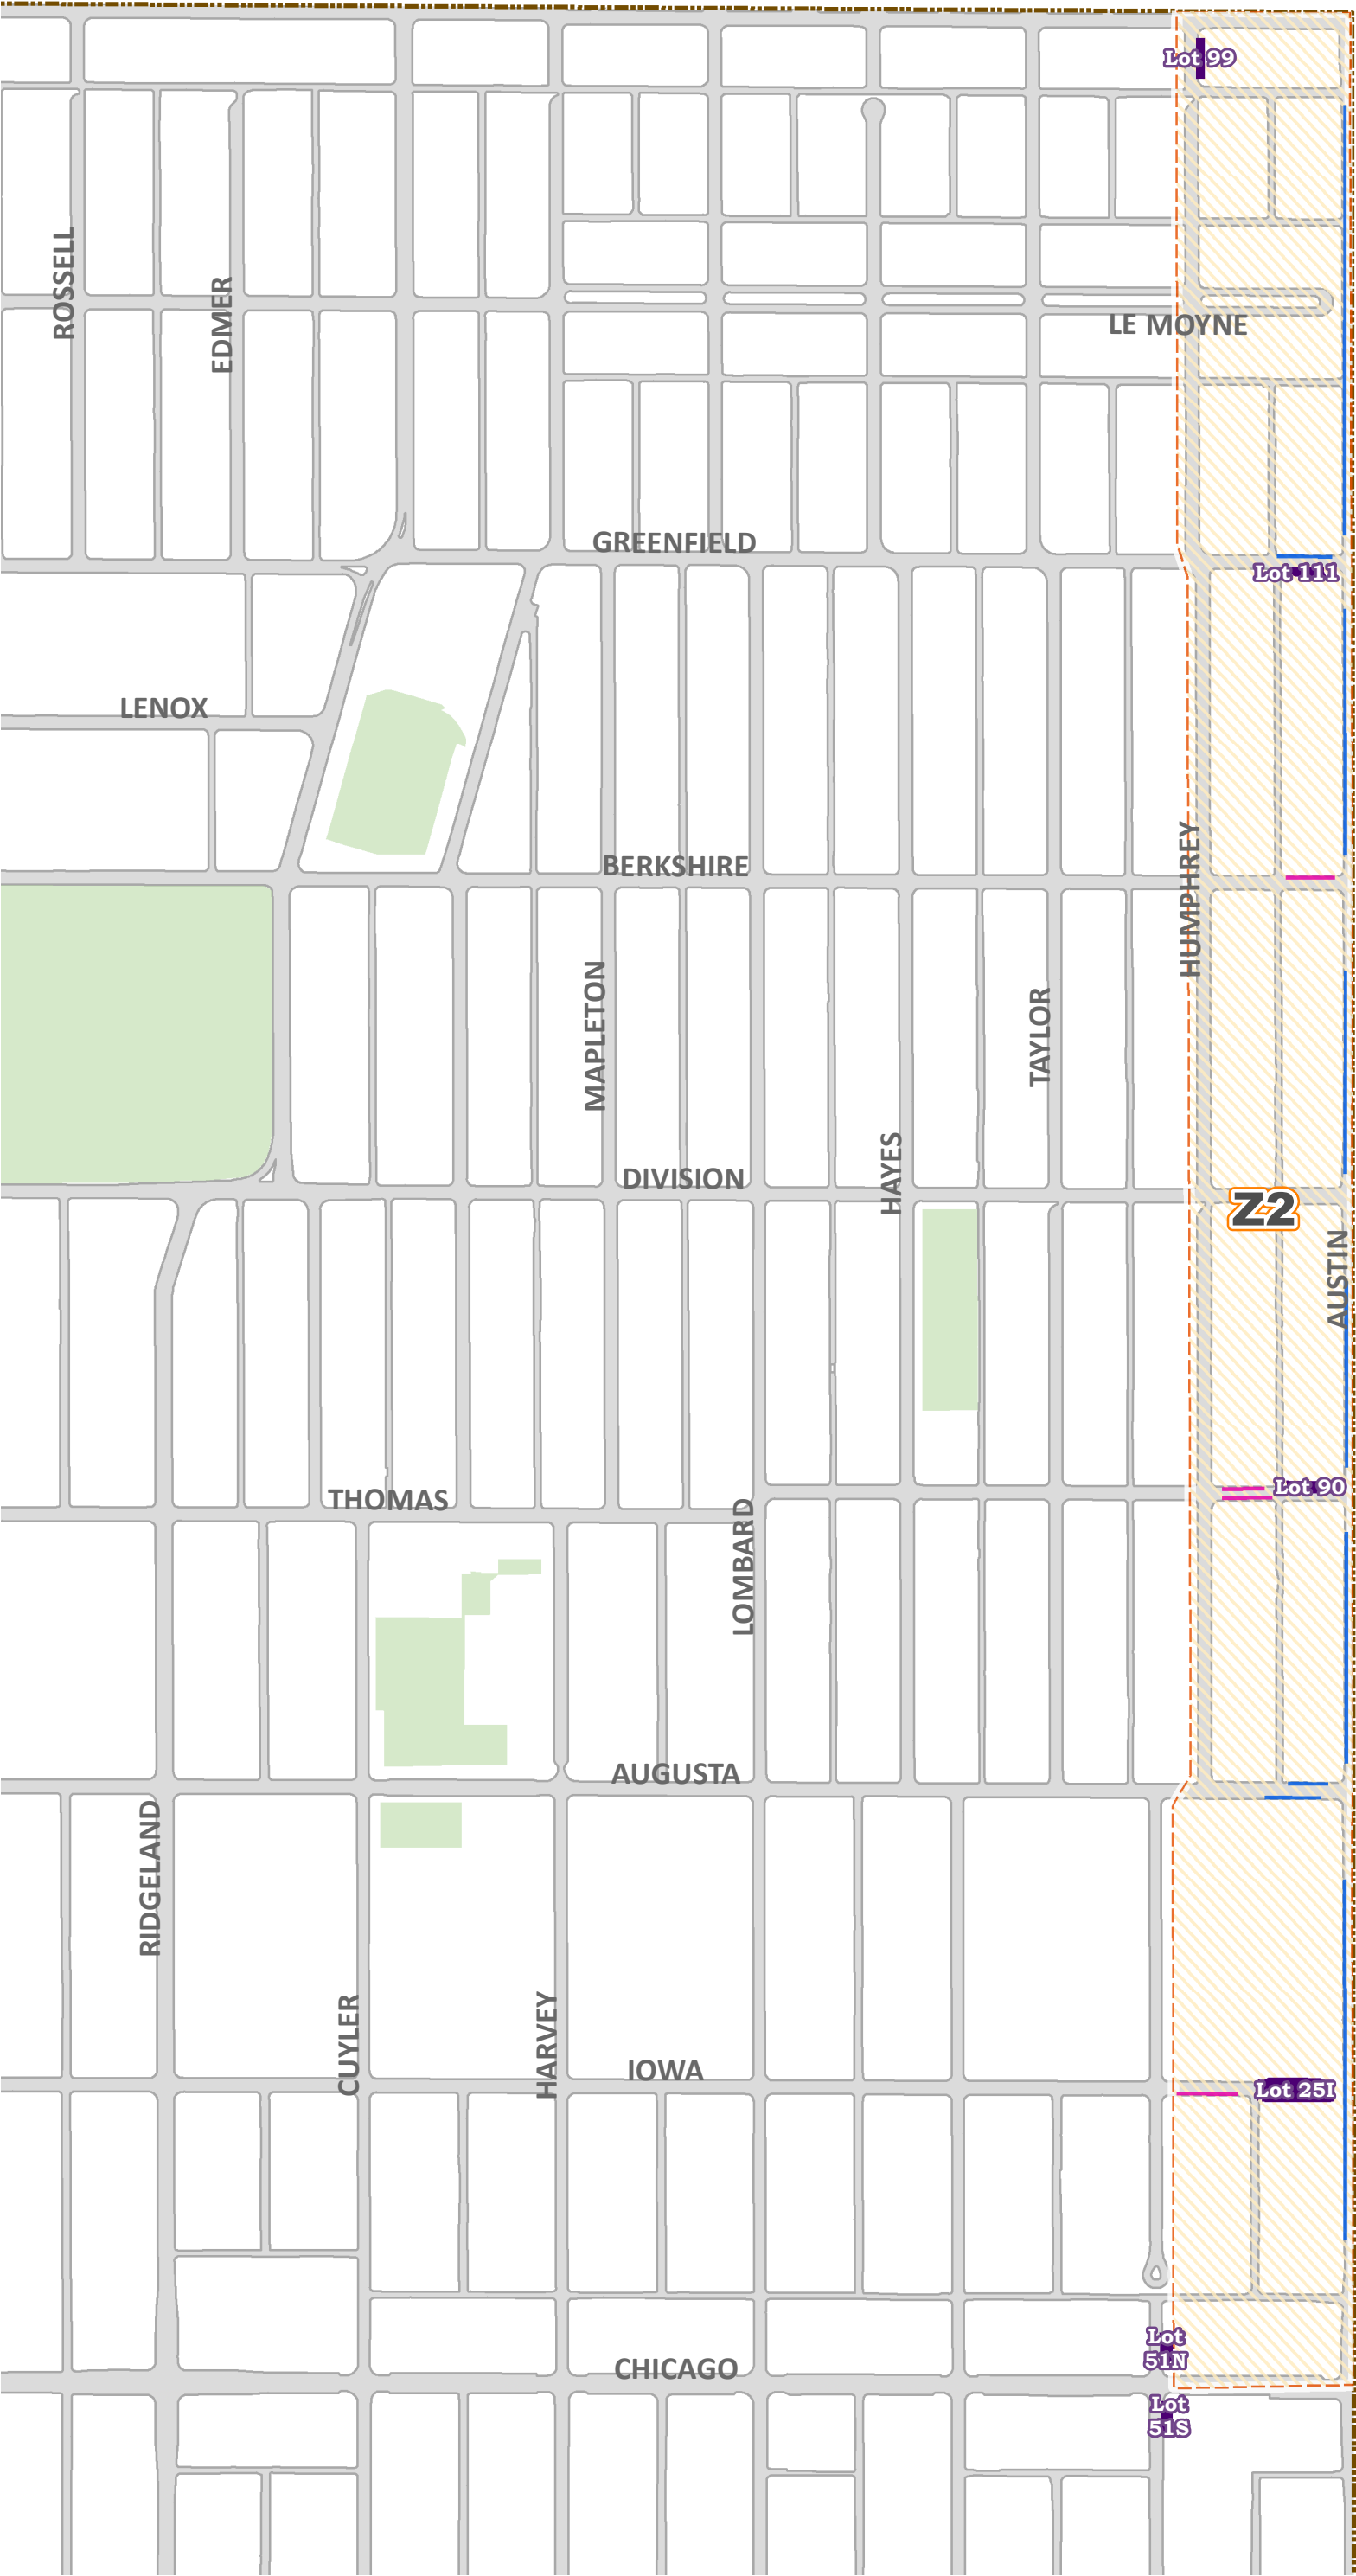 Lot 99
ROSSELL
EDMER
LE MOYNE
GREENFIELD
Lot 111
LENOX
BERKSHIRE
HUMPHREY
MAPLETON
TAYLOR
HAYES
DIVISION
Z2
AUSTIN
THOMAS
Lot 90
LOMBARD
AUGUSTA
RIDGELAND
CUYLER
HARVEY
IOWA
Lot 25I
Lot
51N
CHICAGO
Lot
51S